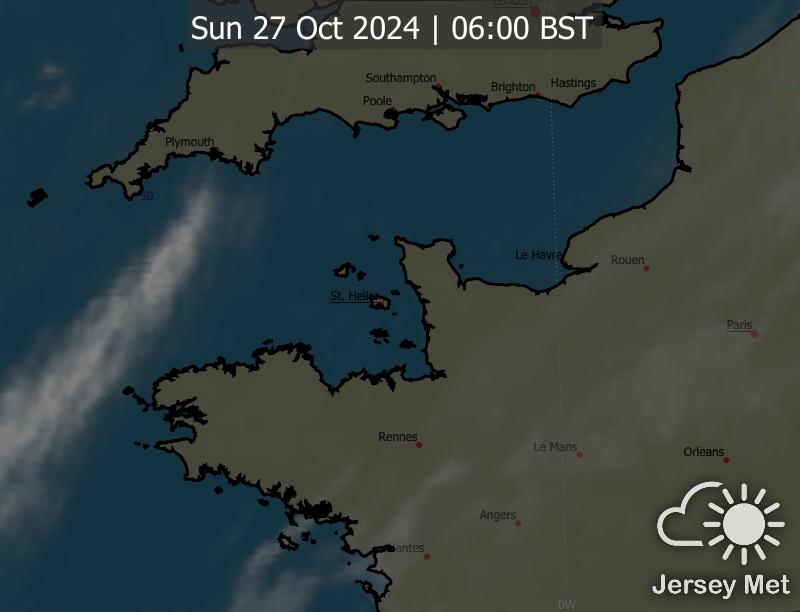 London
0W
Sun 27 Oct 2024 | 06:00 BST
Southampton
Brighton
Hastings
Poole
Plymouth
50
Le Havre
Rouen
St. Helier
Paris
Rennes
Le Mans
Orleans
Angers
Nantes
Jersey Met
0W